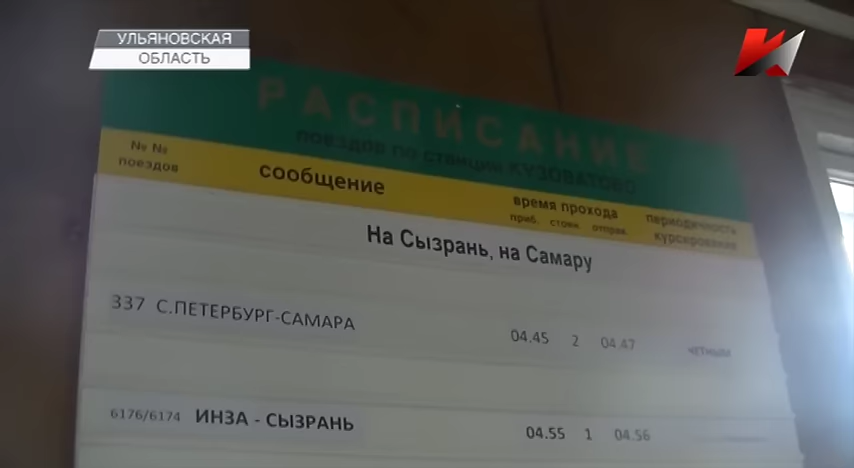 УЛЬЯНОВСКАЯ
ОБЛАСТЬ
РАСПИСАНИЕ
поездов по станции КУЗОВАТОВО
№ №
поездов
сообщение
время прохода
приб. стоян. отправ.
периодичность
курсирования
На Сызрань, на Самару
337 С.ПЕТЕРБУРГ-САМАРА 04.45 2 04.47 четным
6176/6174 ИНЗА - СЫЗРАНЬ 04.55 1 04.56